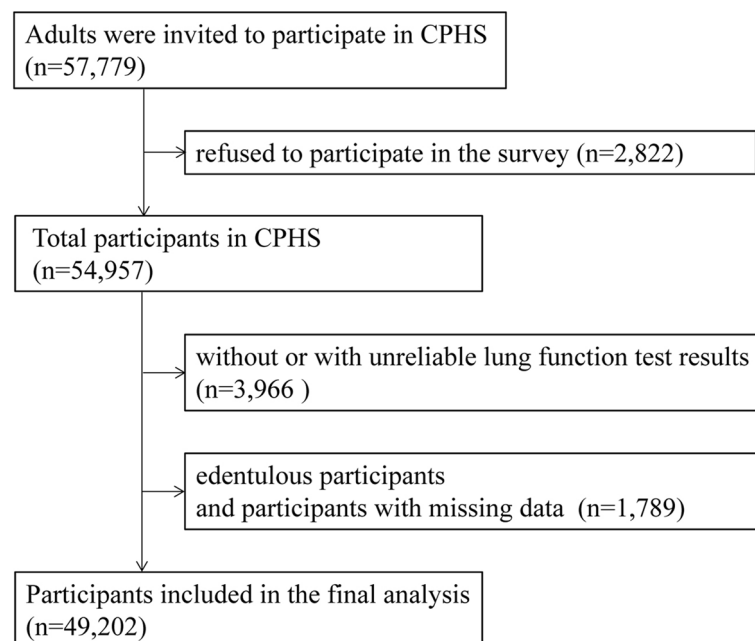 Adults were invited to participate in CPHS
(n=57,779)
refused to participate in the survey (n=2,822)
Total participants in CPHS
(n=54,957)
without or with unreliable lung function test results
(n=3,966 )
edentulous participants
and participants with missing data (n=1,789)
Participants included in the final analysis
(n=49,202)